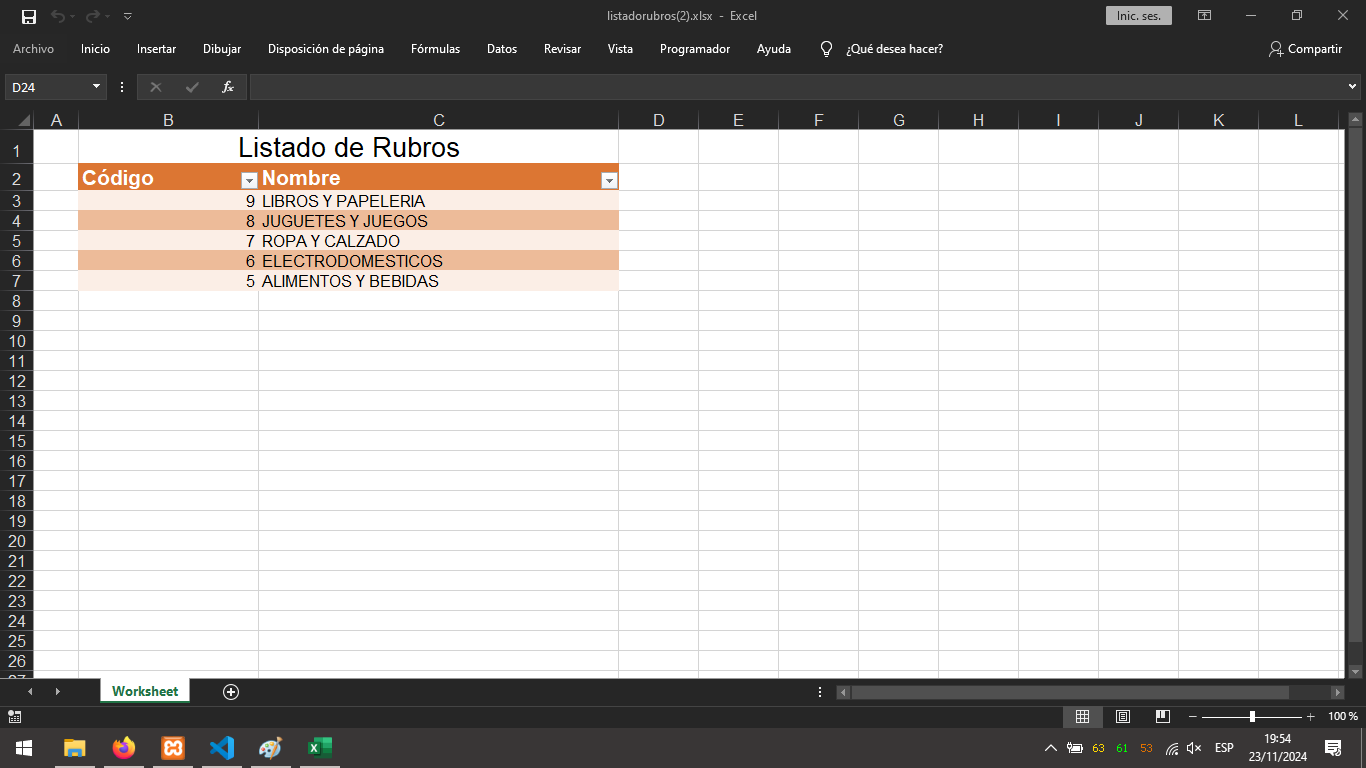 listadorubros(2).xlsx - Excel
Inic. ses.
Archivo Inicio Insertar Dibujar Disposición de página Fórmulas Datos Revisar Vista Programador Ayuda ¿Qué desea hacer? Compartir
D24 fx
A B C D E F G H I J K L
1 Listado de Rubros
2 Código Nombre
3 9 LIBROS Y PAPELERIA
4 8 JUGUETES Y JUEGOS
5 7 ROPA Y CALZADO
6 6 ELECTRODOMESTICOS
7 5 ALIMENTOS Y BEBIDAS
8
9
10
11
12
13
14
15
16
17
18
19
20
21
22
23
24
25
26
27
Worksheet
100 %
63 61 53 ESP 19:54
23/11/2024